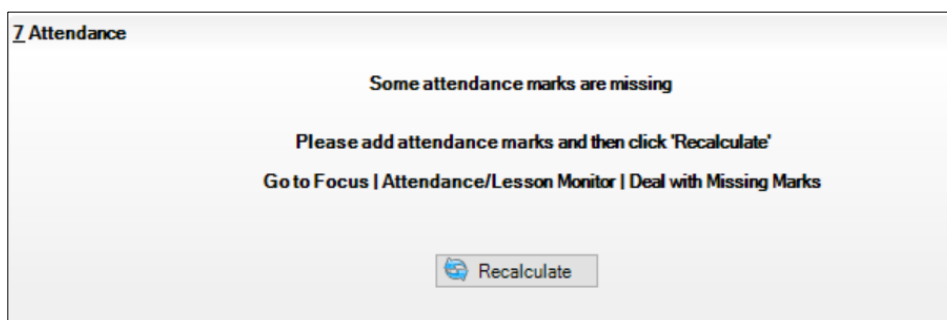 7 Attendance
Some attendance marks are missing
Please add attendance marks and then click 'Recalculate'
Go to Focus | Attendance/Lesson Monitor | Deal with Missing Marks
Recalculate